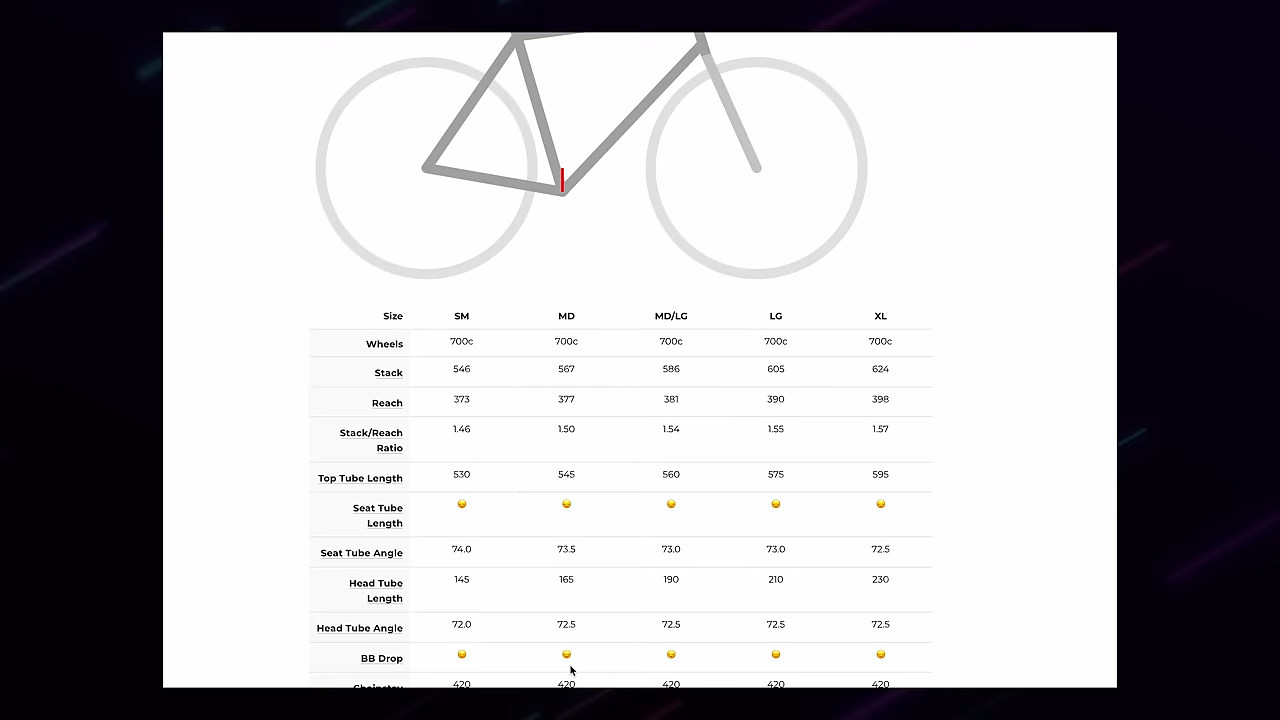 Size SM MD MD/LG LG XL
Wheels 700c 700c 700c 700c 700c
Stack 546 567 586 605 624
Reach 373 377 381 390 398
Stack/Reach 1.46 1.50 1.54 1.55 1.57
Ratio
Top Tube Length 530 545 560 575 595
Seat Tube
Length
Seat Tube Angle 74.0 73.5 73.0 73.0 72.5
Head Tube 145 165 190 210 230
Length
Head Tube Angle 72.0 72.5 72.5 72.5 72.5
BB Drop
Chainstay 420 420 420 420 420